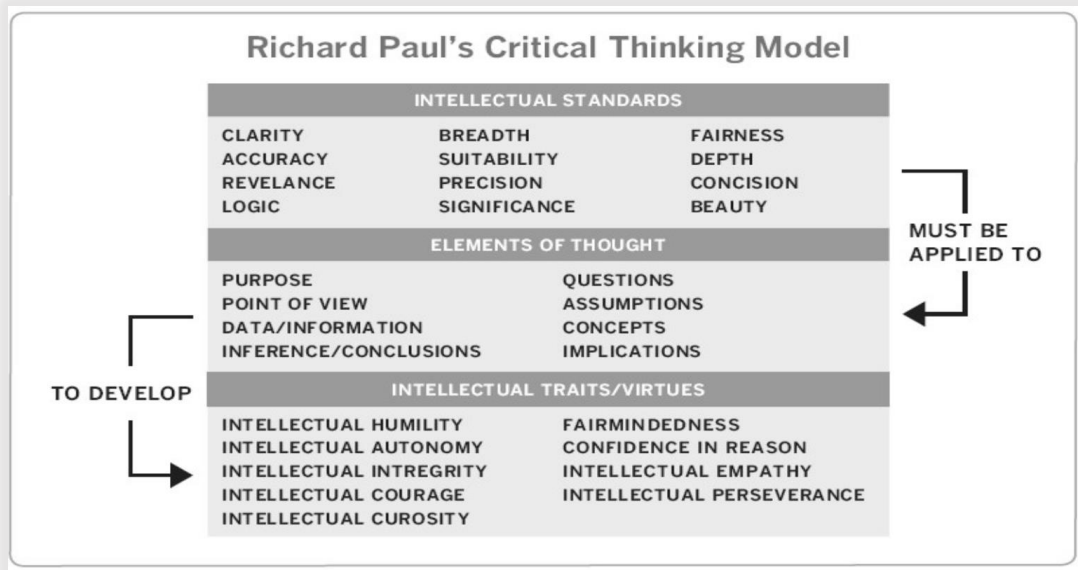 Richard Paul's Critical Thinking Model
INTELLECTUAL STANDARDS
CLARITY BREADTH FAIRNESS
ACCURACY SUITABILITY DEPTH
REVELANCE PRECISION CONCISION
LOGIC SIGNIFICANCE BEAUTY
MUST BE
APPLIED TO
ELEMENTS OF THOUGHT
PURPOSE QUESTIONS
POINT OF VIEW ASSUMPTIONS
DATA/INFORMATION CONCEPTS
INFERENCE/CONCLUSIONS IMPLICATIONS
TO DEVELOP
INTELLECTUAL TRAITS/VIRTUES
INTELLECTUAL HUMILITY FAIRMINDEDNESS
INTELLECTUAL AUTONOMY CONFIDENCE IN REASON
INTELLECTUAL INTREGRITY INTELLECTUAL EMPATHY
INTELLECTUAL COURAGE INTELLECTUAL PERSEVERANCE
INTELLECTUAL CUROSITY